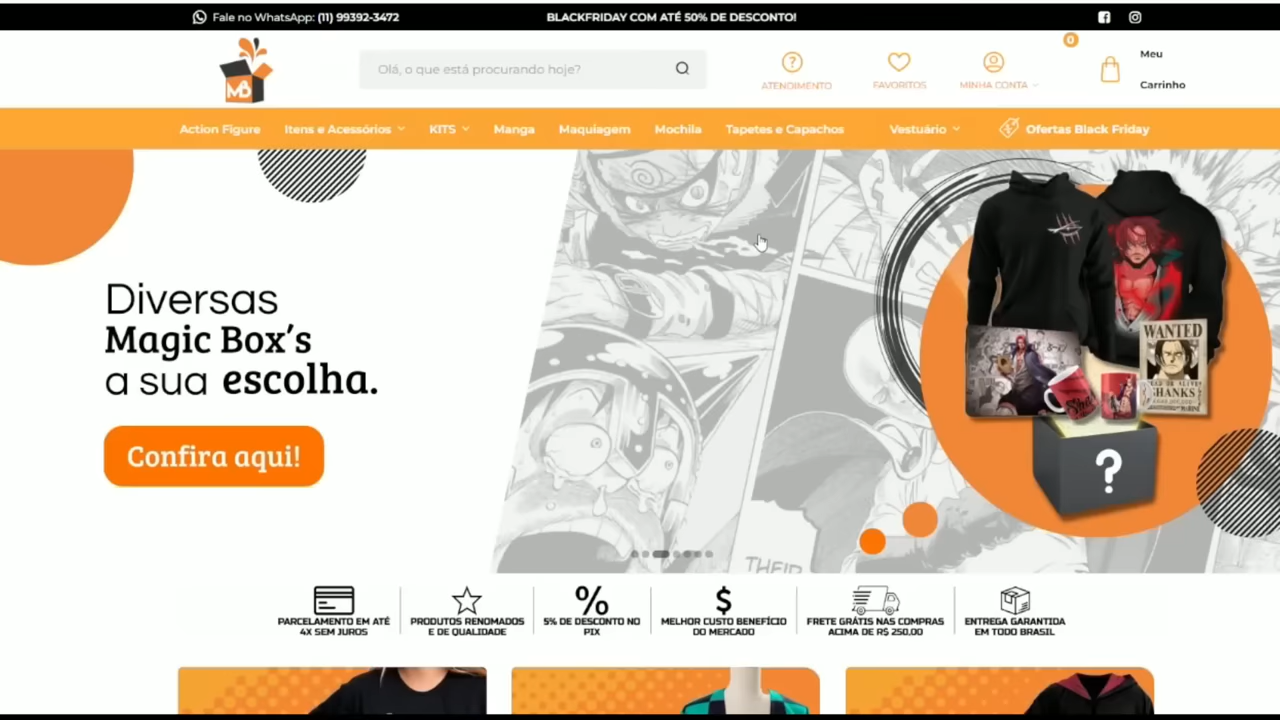 Fale no WhatsApp: (11) 99392-3472
BLACKFRIDAY COM ATÉ 50% DE DESCONTO!
MB
Olá, o que está procurando hoje?
ATENDIMENTO
FAVORITOS
MINHA CONTA
0
Meu
Carrinho
Action Figure
Itens e Acessórios
KITS
Manga
Maquiagem
Mochila
Tapetes e Capachos
Vestuário
Ofertas Black Friday
Diversas
Magic Box's
a sua escolha.
Confira aqui!
WANTED
SHANKS
?
THEIR
PARCELAMENTO EM ATÉ
4X SEM JUROS
PRODUTOS RENOMADOS
E DE QUALIDADE
%
5% DE DESCONTO NO
PIX
$
MELHOR CUSTO BENEFÍCIO
DO MERCADO
FRETE GRÁTIS NAS COMPRAS
ACIMA DE R$ 250,00
ENTREGA GARANTIDA
EM TODO BRASIL